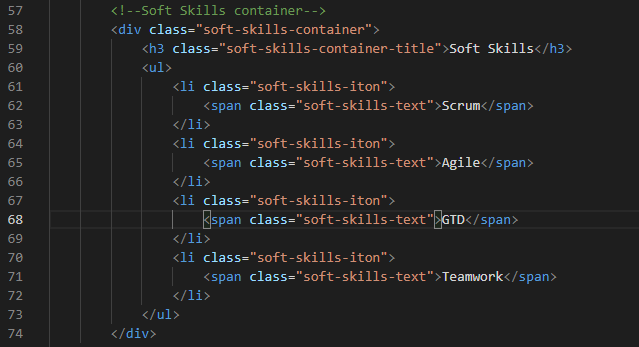 57 <!--Soft Skills container-->
58 <div class="soft-skills-container">
59 <h3 class="soft-skills-container-title">Soft Skills</h3>
60 <ul>
61 <li class="soft-skills-iton">
62 <span class="soft-skills-text">Scrum</span>
63 </li>
64 <li class="soft-skills-iton">
65 <span class="soft-skills-text">Agile</span>
66 </li>
67 <li class="soft-skills-iton">
68 <span class="soft-skills-text">GTD</span>
69 </li>
70 <li class="soft-skills-iton">
71 <span class="soft-skills-text">Teamwork</span>
72 </li>
73 </ul>
74 </div>